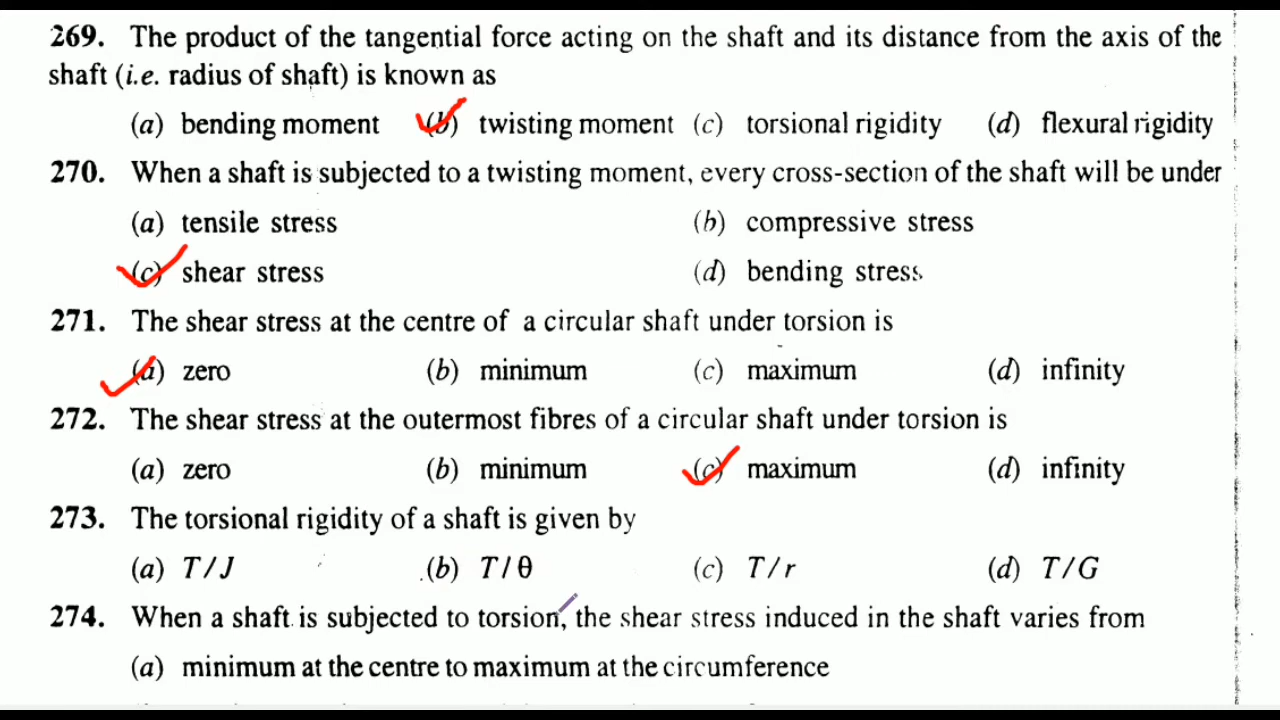 269. The product of the tangential force acting on the shaft and its distance from the axis of the
shaft (i.e. radius of shaft) is known as
(a) bending moment (b) twisting moment (c) torsional rigidity (d) flexural rigidity
270. When a shaft is subjected to a twisting moment, every cross-section of the shaft will be under
(a) tensile stress (b) compressive stress
(c) shear stress (d) bending stress
271. The shear stress at the centre of a circular shaft under torsion is
(a) zero (b) minimum (c) maximum (d) infinity
272. The shear stress at the outermost fibres of a circular shaft under torsion is
(a) zero (b) minimum (c) maximum (d) infinity
273. The torsional rigidity of a shaft is given by
(a) T/J (b) T/θ (c) T/r (d) T/G
274. When a shaft is subjected to torsion, the shear stress induced in the shaft varies from
(a) minimum at the centre to maximum at the circumference